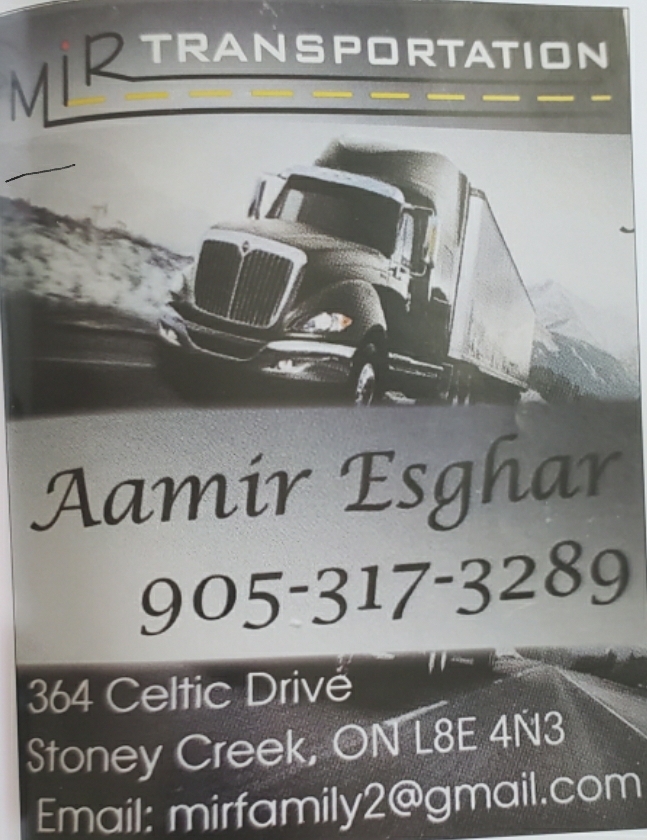 MiR TRANSPORTATION
Aamir Esghar
905-317-3289
364 Celtic Drive
Stoney Creek, ON L8E 4N3
Email: mirfamily2@gmail.com